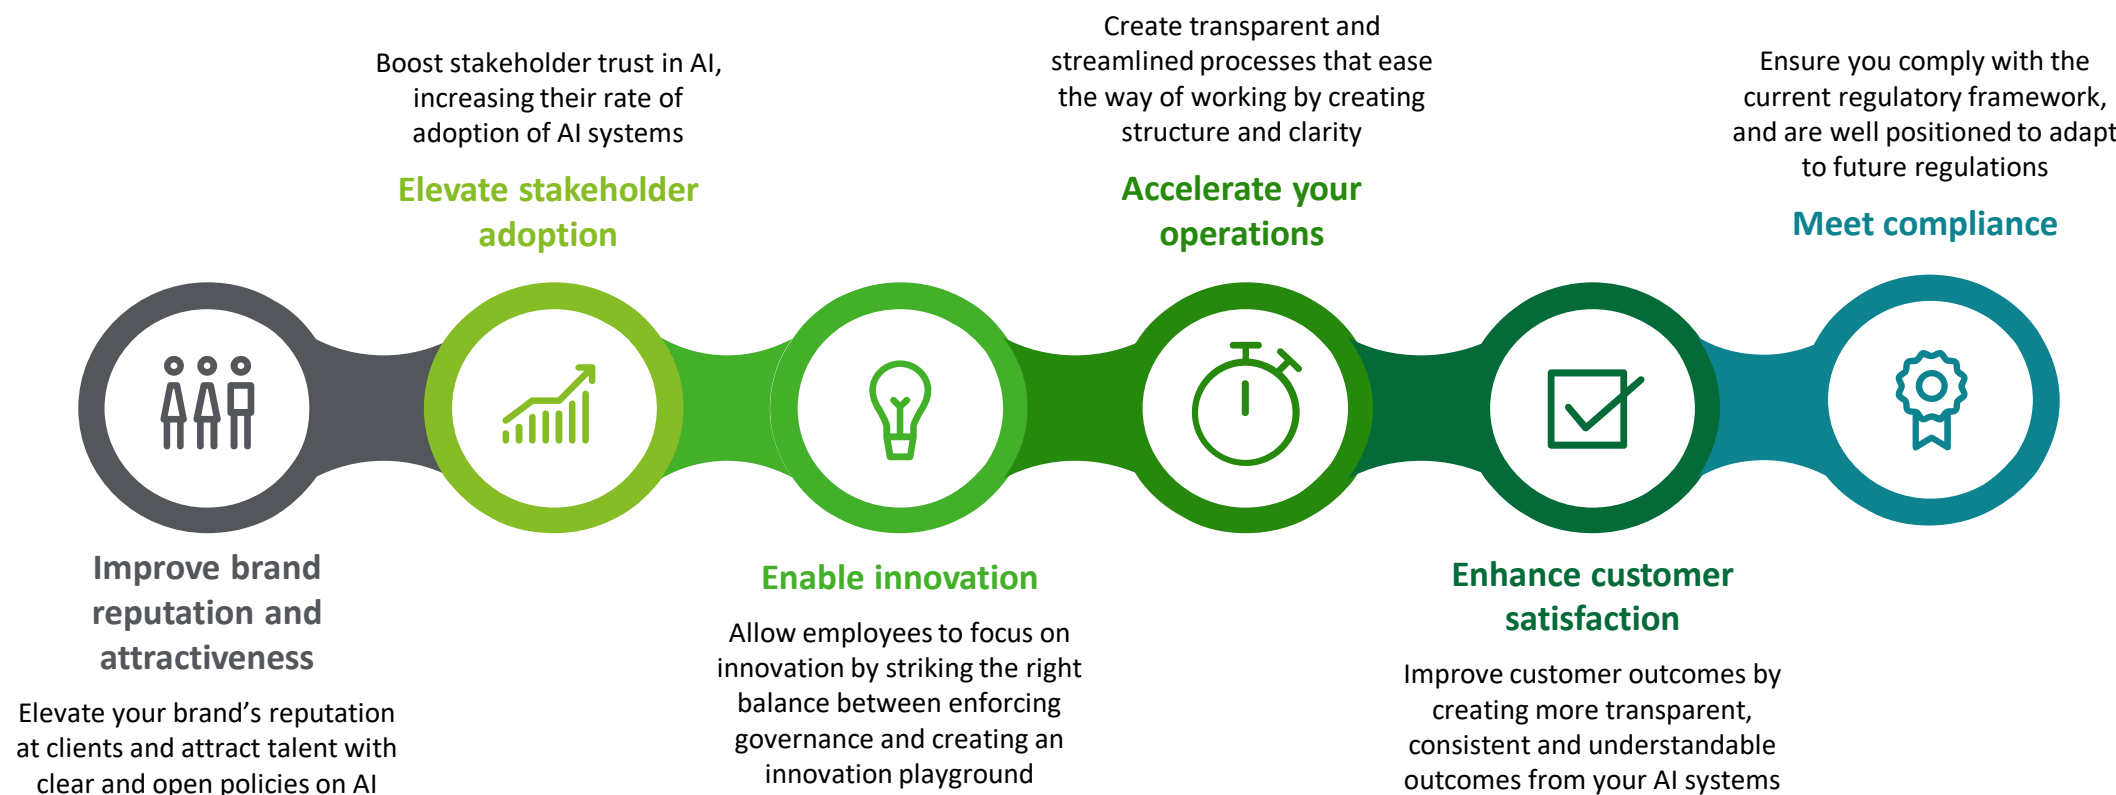 Improve brand
reputation and
attractiveness
Elevate your brand’s reputation
at clients and attract talent with
clear and open policies on AI
Boost stakeholder trust in AI,
increasing their rate of
adoption of AI systems
Elevate stakeholder
adoption
Enable innovation
Allow employees to focus on
innovation by striking the right
balance between enforcing
governance and creating an
innovation playground
Create transparent and
streamlined processes that ease
the way of working by creating
structure and clarity
Accelerate your
operations
Enhance customer
satisfaction
Improve customer outcomes by
creating more transparent,
consistent and understandable
outcomes from your AI systems
Ensure you comply with the
current regulatory framework,
and are well positioned to adapt
to future regulations
Meet compliance